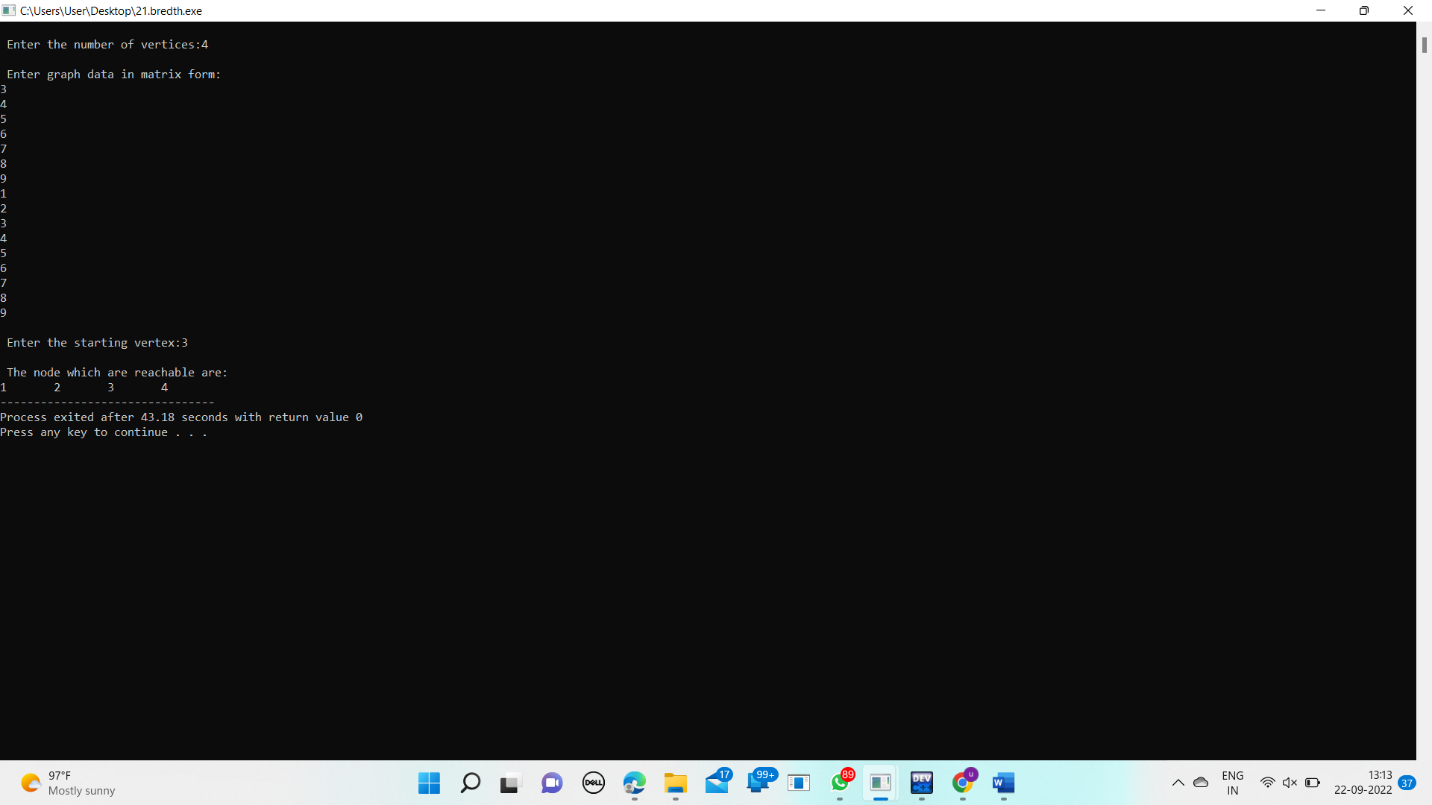 C:\Users\User\Desktop\21.bredth.exe
Enter the number of vertices:4
Enter graph data in matrix form:
3
4
5
6
7
8
9
1
2
3
4
5
6
7
8
9
Enter the starting vertex:3
The node which are reachable are:
1 2 3 4
--------------------------------
Process exited after 43.18 seconds with return value 0
Press any key to continue . . .
97°F
Mostly sunny
DELL
17
99+
89
DEV
U
W
ENG
IN
13:13
22-09-2022
37